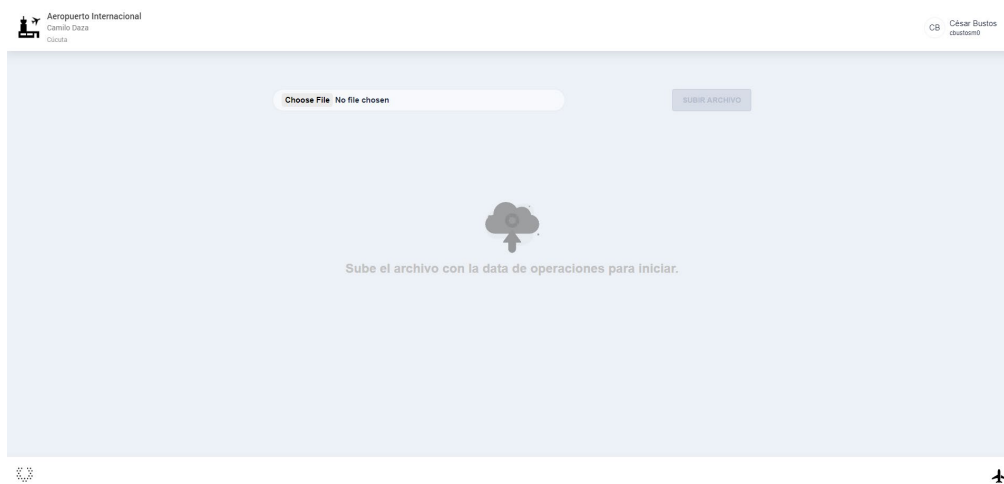 Aeropuerto Internacional
Camilo Daza
Cúcuta
CB
César Bustos
cbustosm0
Choose File No file chosen
SUBIR ARCHIVO
Sube el archivo con la data de operaciones para iniciar.